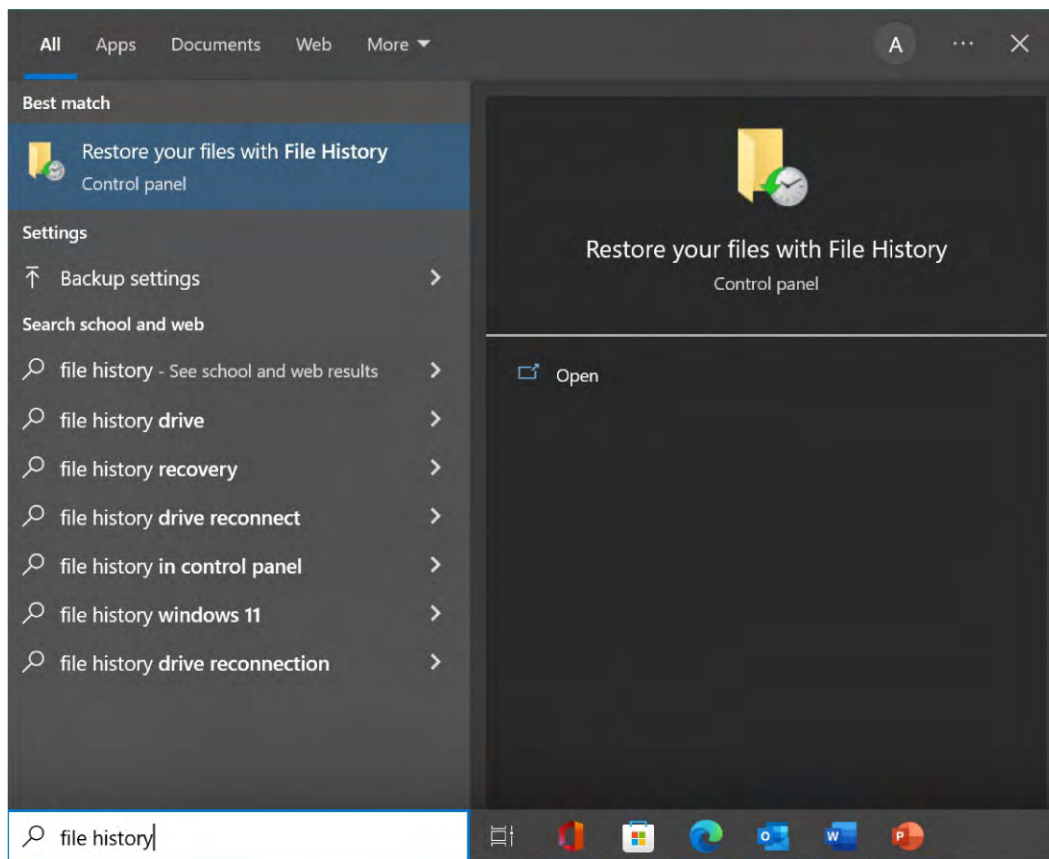 All Apps Documents Web More A ...
Best match
Restore your files with File History
Control panel
Settings
Backup settings
Search school and web
file history - See school and web results
file history drive
file history recovery
file history drive reconnect
file history in control panel
file history windows 11
file history drive reconnection
Restore your files with File History
Control panel
Open
file history